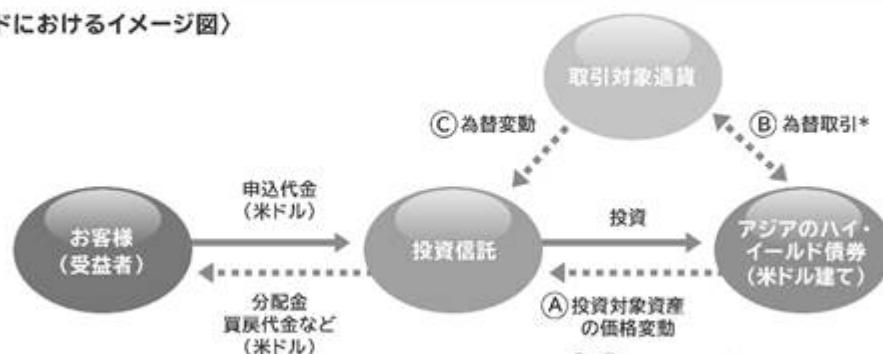 ドにおけるイメージ図〉
取引対象通貨
Ⓒ 為替変動
Ⓑ 為替取引*
申込代金
（米ドル）
投資
お客様
（受益者）
投資信託
アジアのハイ・
イールド債券
（米ドル建て）
分配金
買戻代金など
（米ドル）
Ⓐ 投資対象資産
の価格変動